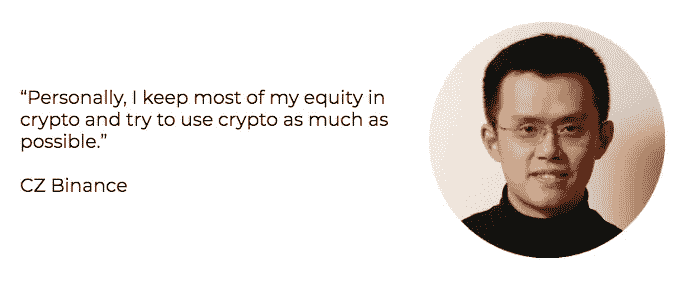 “Personally, I keep most of my equity in
crypto and try to use crypto as much as
possible.”
CZ Binance